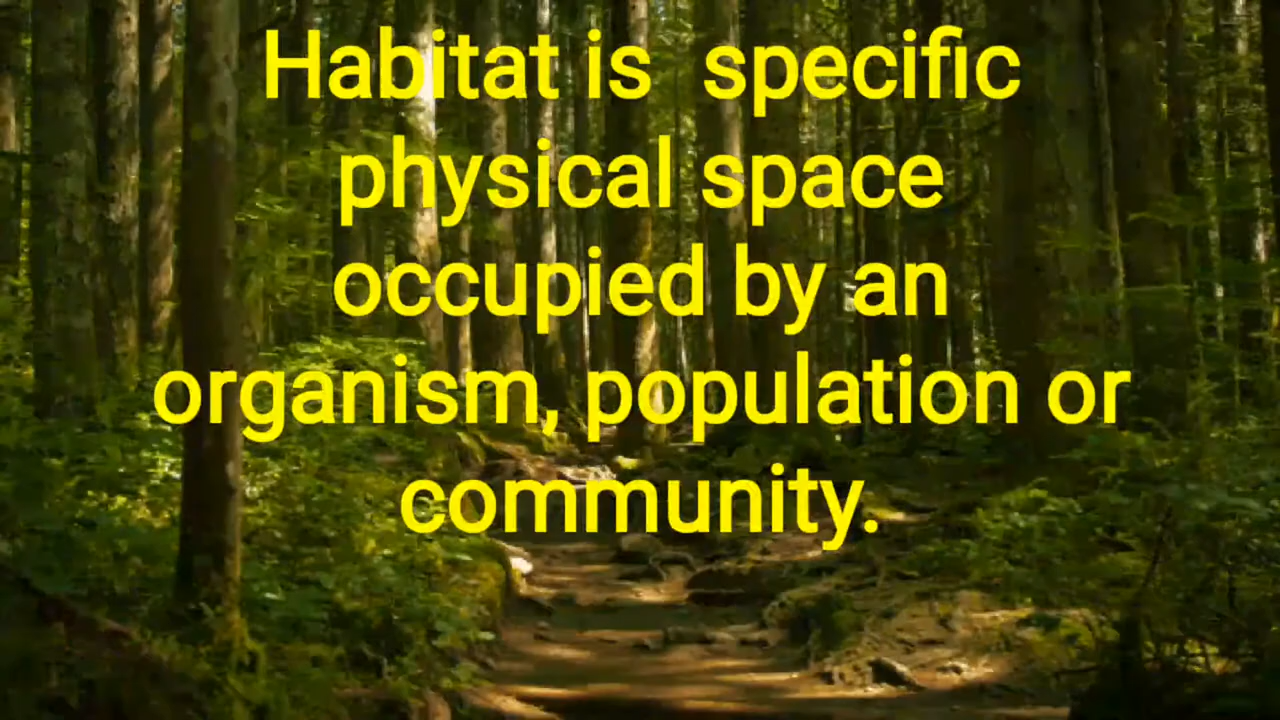 Habitat is  specific
physical space
occupied by an
organism, population or
community.